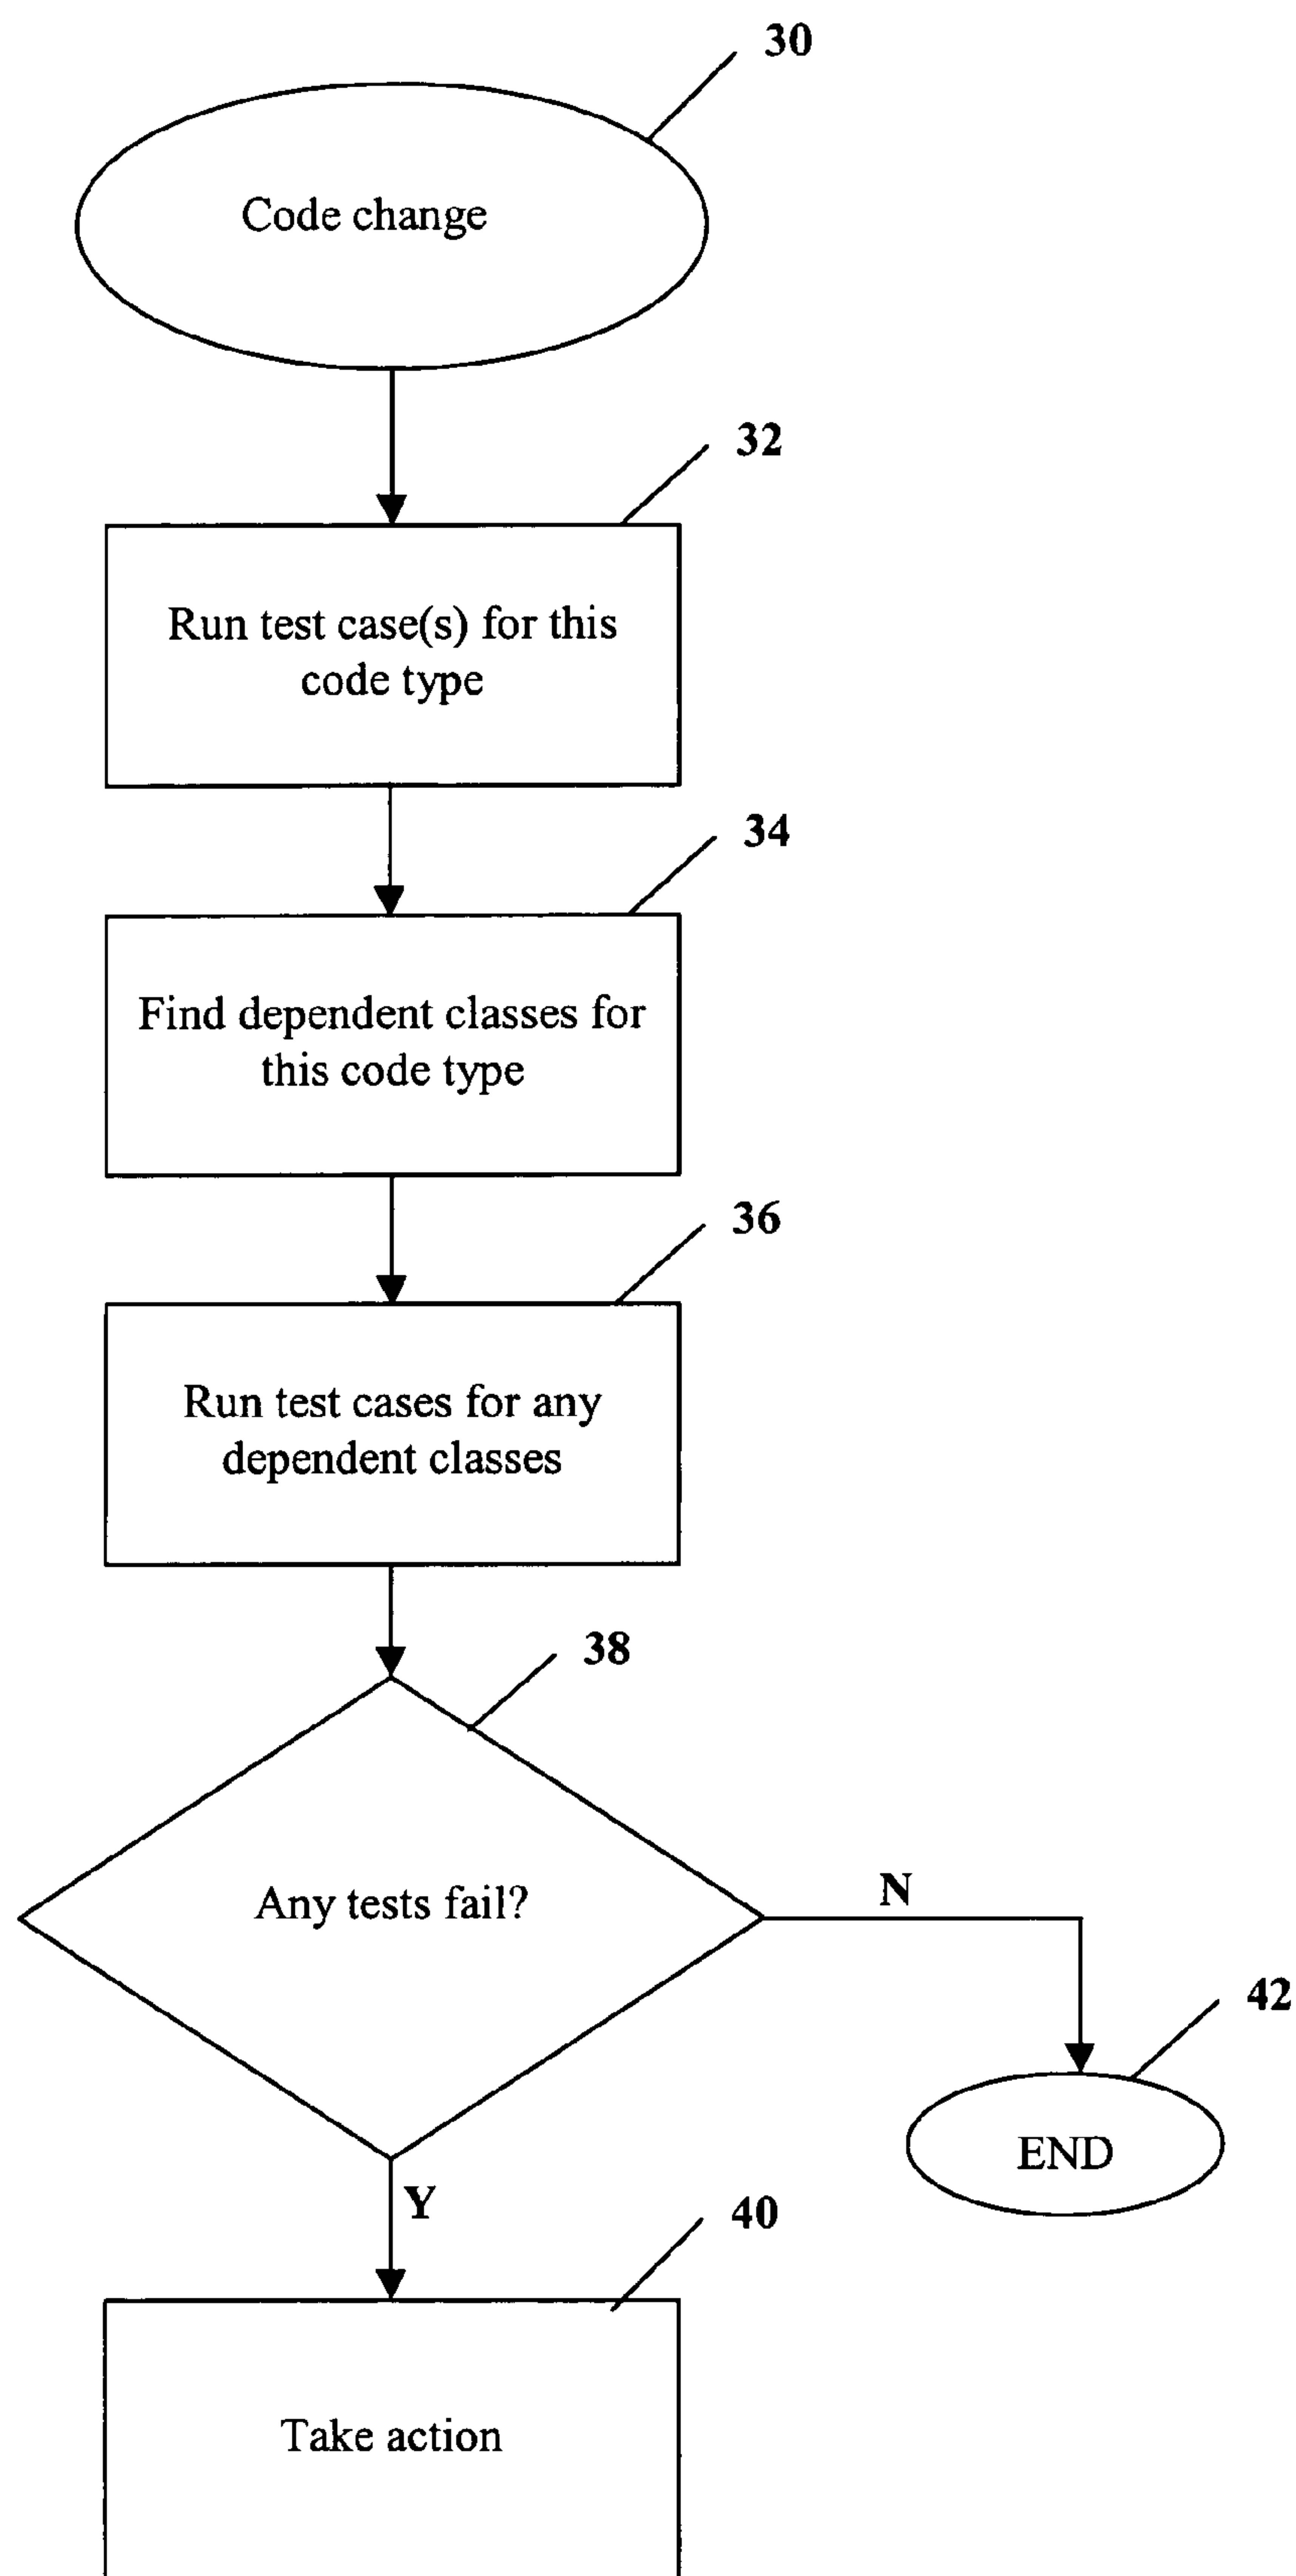 30
Code change
32
Run test case(s) for this
code type
34
Find dependent classes for
this code type
36
Run test cases for any
dependent classes
38
Any tests fail?
N
42
END
Y
40
Take action